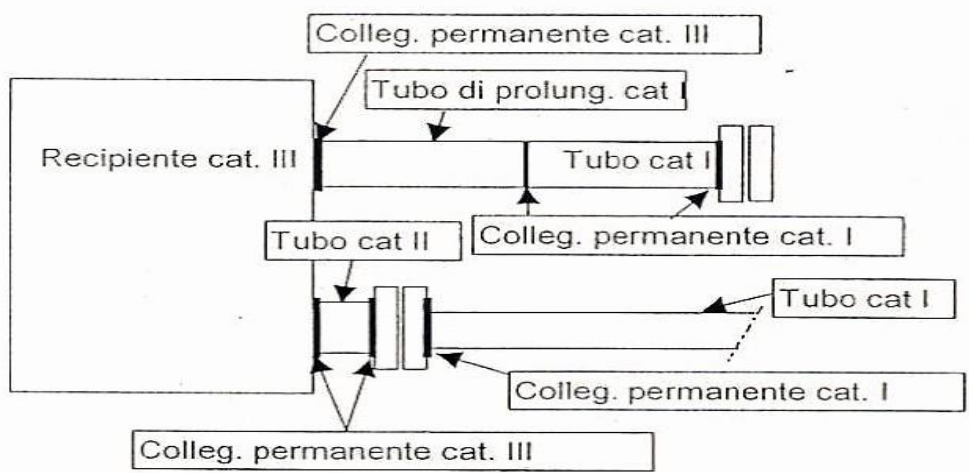 Colleg. permanente cat. III
Tubo di prolung. cat I
Recipiente cat. III
Tubo cat I
Tubo cat II
Colleg. permanente cat. I
Tubo cat I
Colleg. permanente cat. I
Colleg. permanente cat. III